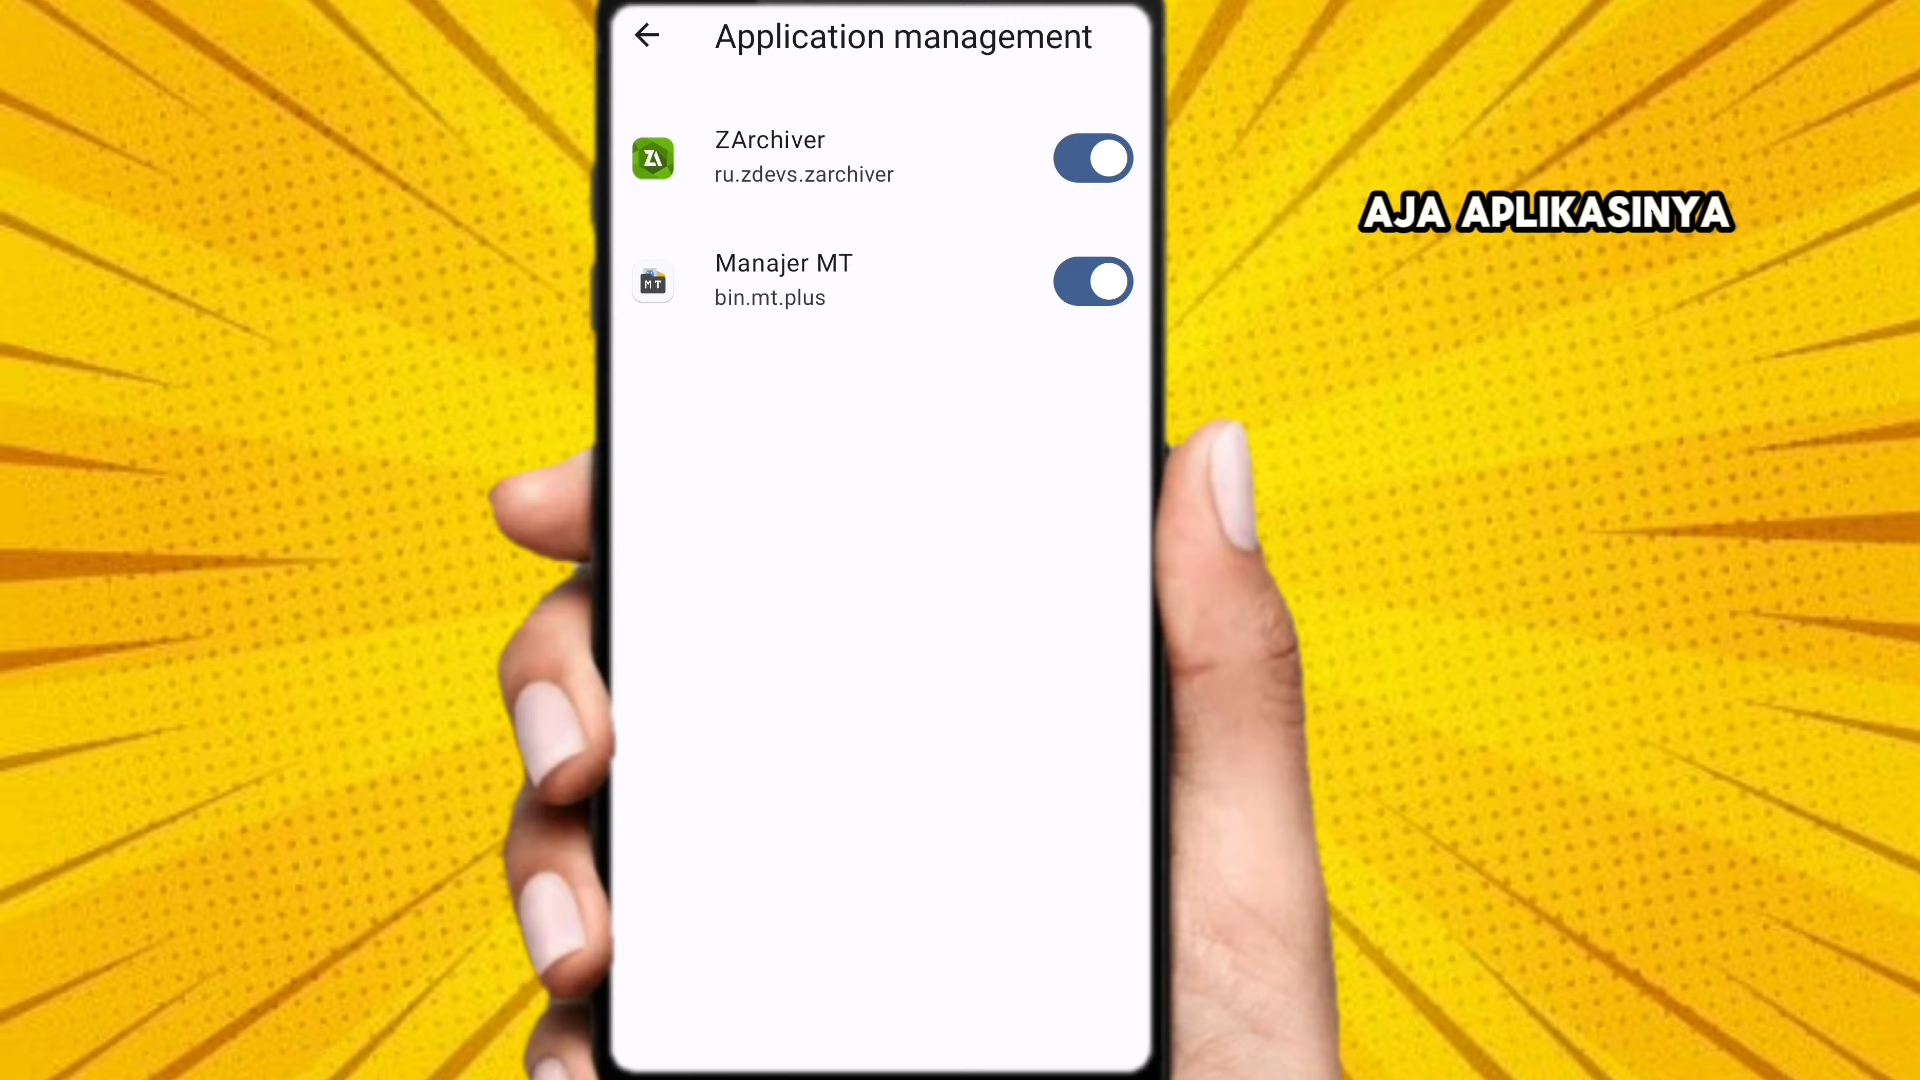 Application management
ZArchiver
ru.zdevs.zarchiver
AJA APLIKASINYA
Manajer MT
bin.mt.plus